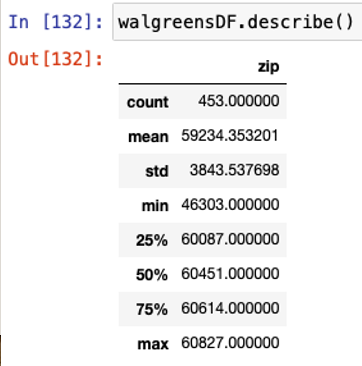 In [132]: walgreensDF.describe()
Out[132]:
zip
count 453.000000
mean 59234.353201
std 3843.537698
min 46303.000000
25% 60087.000000
50% 60451.000000
75% 60614.000000
max 60827.000000